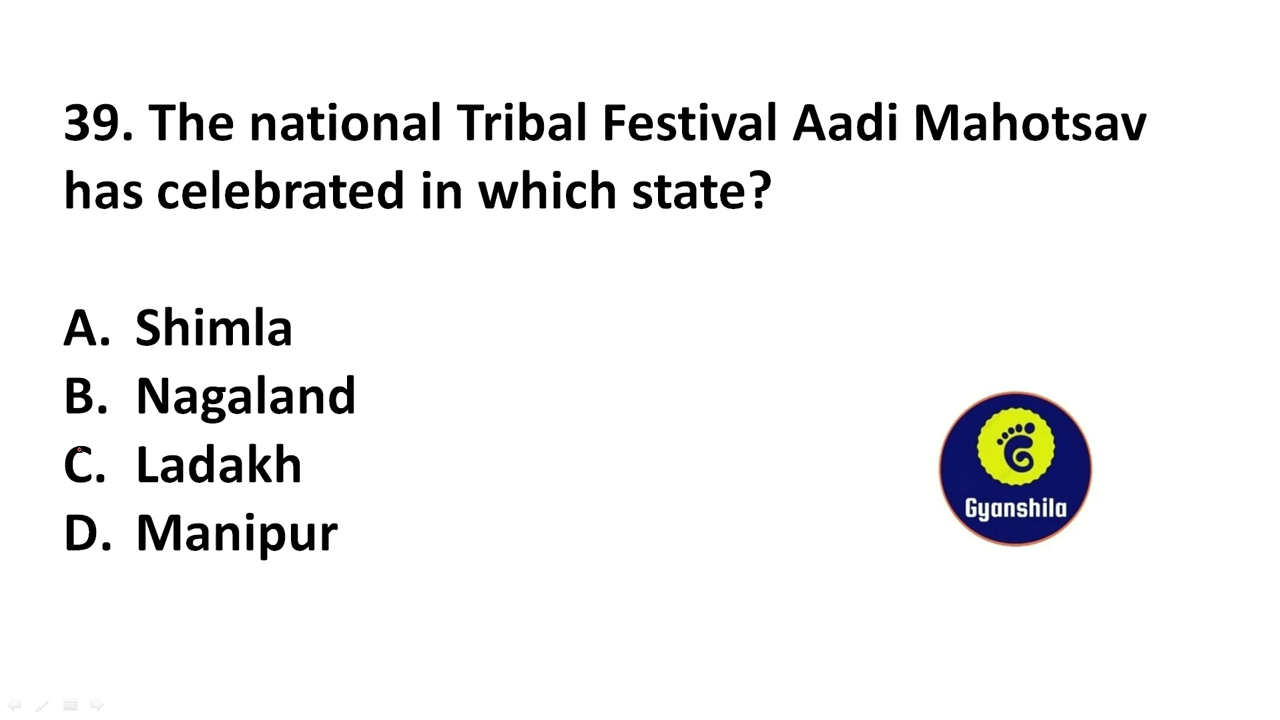 39. The national Tribal Festival Aadi Mahotsav
has celebrated in which state?
A. Shimla
B. Nagaland
C. Ladakh
D. Manipur
Gyanshila